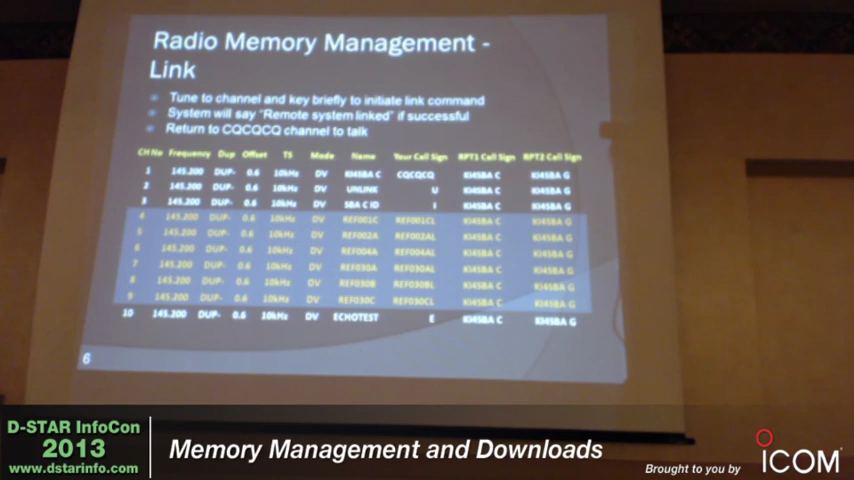 Radio Memory Management -
Link
Tune to channel and key briefly to initiate link command
System will say "Remote system linked" if successful
Return to CQCQCQ channel to talk
CH No Frequency Dup Offset TS Mode Name Your Call Sign RPT1 Call Sign RPT2 Call Sign
1 145.200 DUP- 0.6 10kHz DV KI4SBA C CQCQCQ KI4SBA C KI4SBA G
2 145.200 DUP- 0.6 10kHz DV UNLINK U KI4SBA C KI4SBA G
3 145.200 DUP- 0.6 10kHz DV SBA C ID I KI4SBA C KI4SBA G
4 145.200 DUP- 0.6 10kHz DV REF001C REF001CL KI4SBA C KI4SBA G
5 145.200 DUP- 0.6 10kHz DV REF002A REF002AL KI4SBA C KI4SBA G
6 145.200 DUP- 0.6 10kHz DV REF004A REF004AL KI4SBA C KI4SBA G
7 145.200 DUP- 0.6 10kHz DV REF030A REF030AL KI4SBA C KI4SBA G
8 145.200 DUP- 0.6 10kHz DV REF030B REF030BL KI4SBA C KI4SBA G
9 145.200 DUP- 0.6 10kHz DV REF030C REF030CL KI4SBA C KI4SBA G
10 145.200 DUP- 0.6 10kHz DV ECHOTEST E KI4SBA C KI4SBA G
6
D-STAR InfoCon
2013
www.dstarinfo.com
Memory Management and Downloads
Brought to you by
ICOM